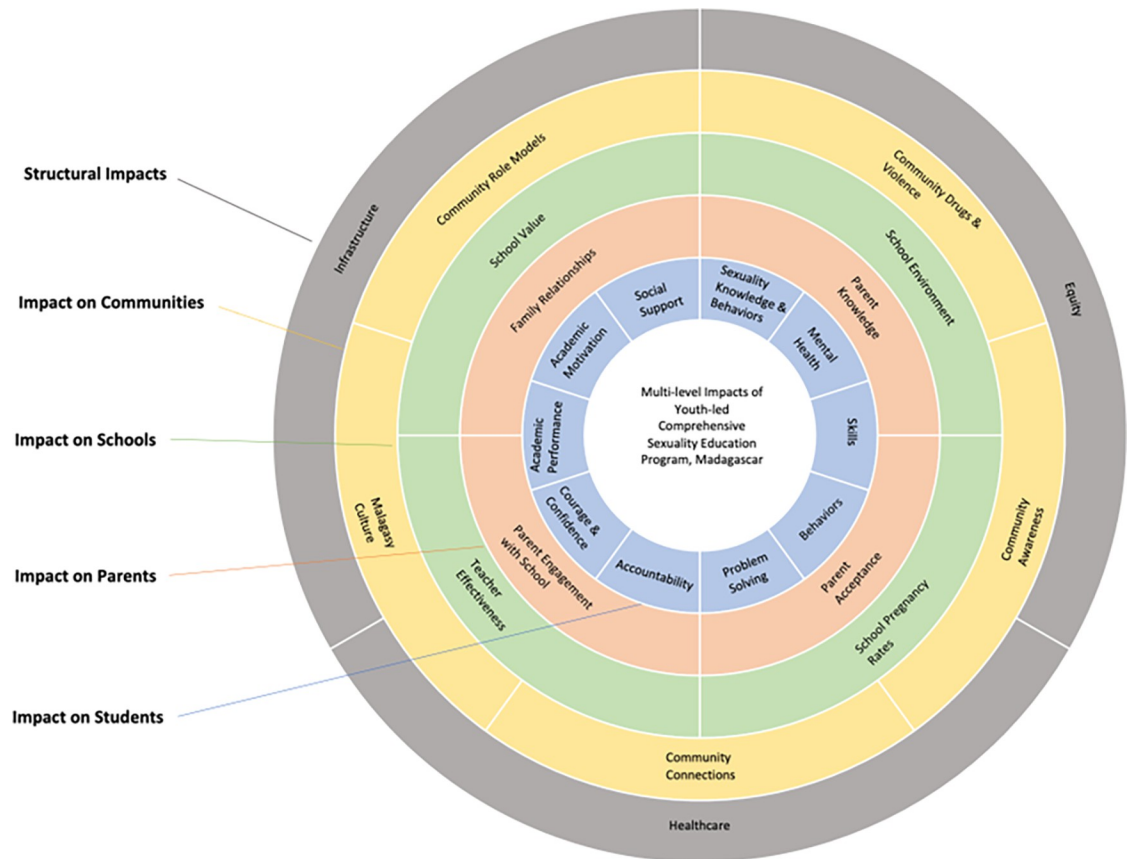 Structural Impacts
Impact on Communities
Impact on Schools
Impact on Parents
Impact on Students
Infrastructure
Equity
Healthcare
Community Role Models
Community Drugs &
Violence
Community
Awareness
Community
Connections
Malagasy
Culture
School Value
School Environment
School Pregnancy
Rates
Teacher
Effectiveness
Family Relationships
Parent
Knowledge
Parent
Acceptance
Parent Engagement
with School
Social
Support
Sexuality
Knowledge &
Behaviors
Mental
Health
Skills
Behaviors
Problem
Solving
Accountability
Courage &
Confidence
Academic
Performance
Academic
Motivation
Multi-level Impacts of
Youth-led
Comprehensive
Sexuality Education
Program, Madagascar